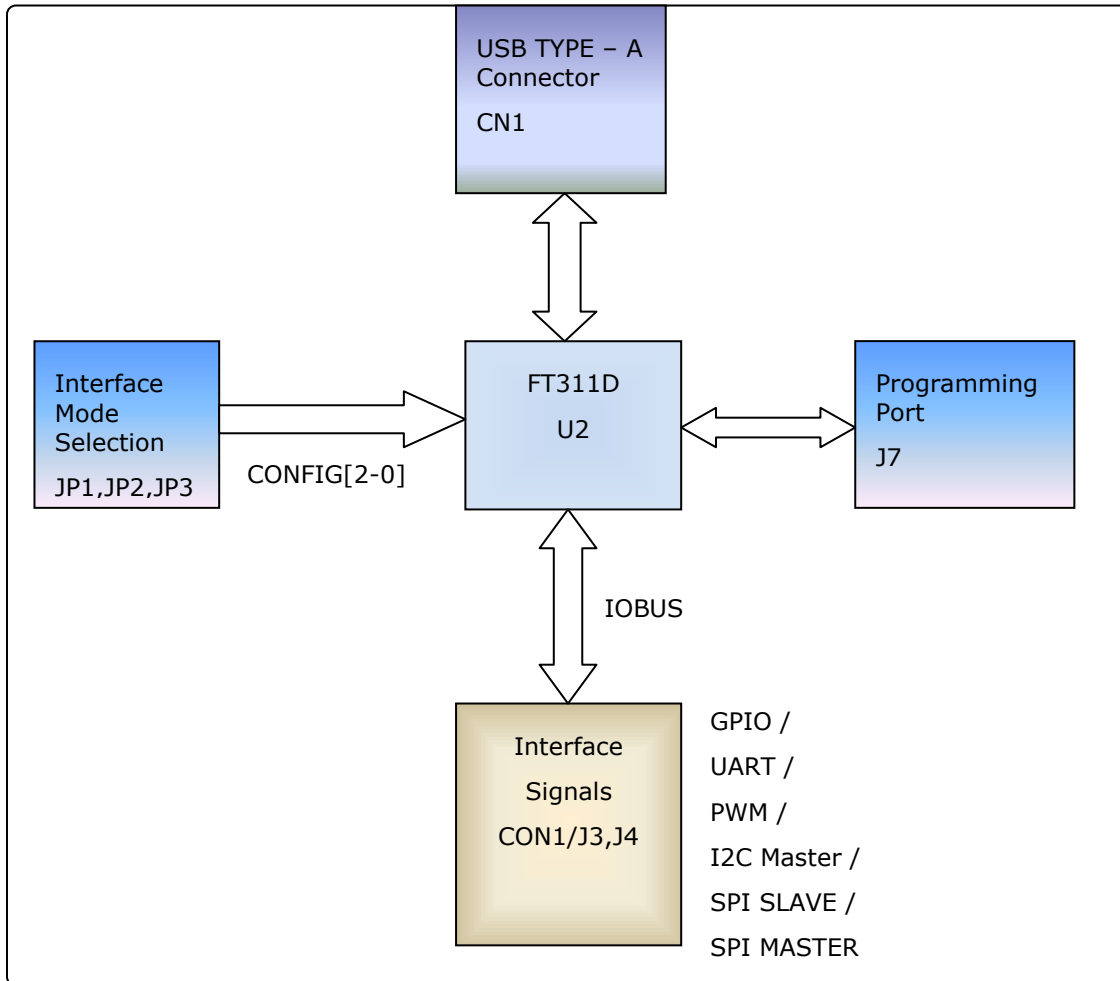 USB TYPE – A
Connector
CN1
Interface
Mode
Selection
JP1,JP2,JP3
CONFIG[2-0]
FT311D
U2
Programming
Port
J7
IOBUS
Interface
Signals
CON1/J3,J4
GPIO /
UART /
PWM /
I2C Master /
SPI SLAVE /
SPI MASTER